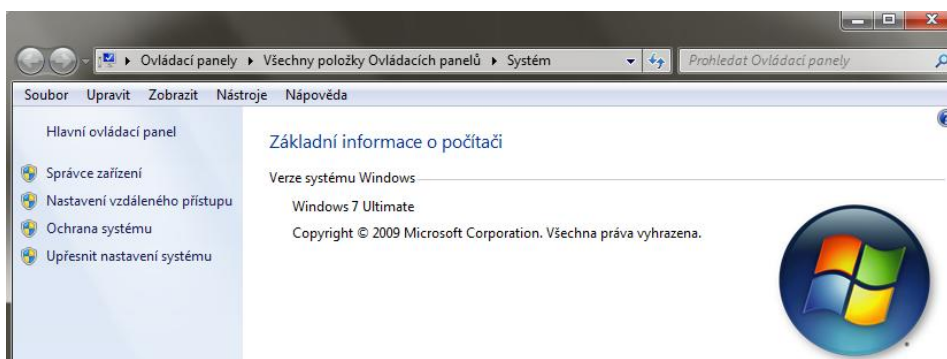 Ovládací panely ▸ Všechny položky Ovládacích panelů ▸ Systém
Prohledat Ovládací panely
Soubor Upravit Zobrazit Nástroje Nápověda
Hlavní ovládací panel
Správce zařízení
Nastavení vzdáleného přístupu
Ochrana systému
Upřesnit nastavení systému
Základní informace o počítači
Verze systému Windows
Windows 7 Ultimate
Copyright © 2009 Microsoft Corporation. Všechna práva vyhrazena.